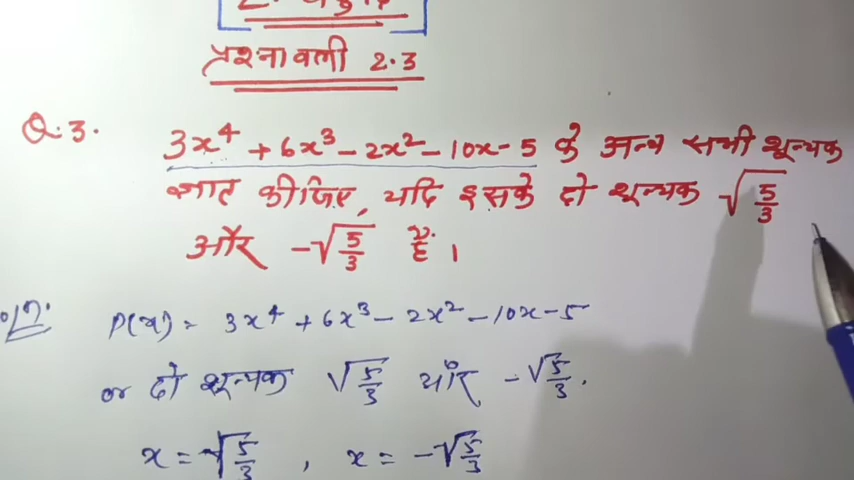 प्रश्नावली 2.3
Q.3. 3x⁴ + 6x³ - 2x² - 10x - 5 के अन्य सभी शून्यक
ज्ञात कीजिए, यदि इसके दो शून्यक √5/3
और -√5/3 हैं।
P(x) = 3x⁴ + 6x³ - 2x² - 10x - 5
or दो शून्यक √5/3 और -√5/3.
x = √5/3 , x = -√5/3